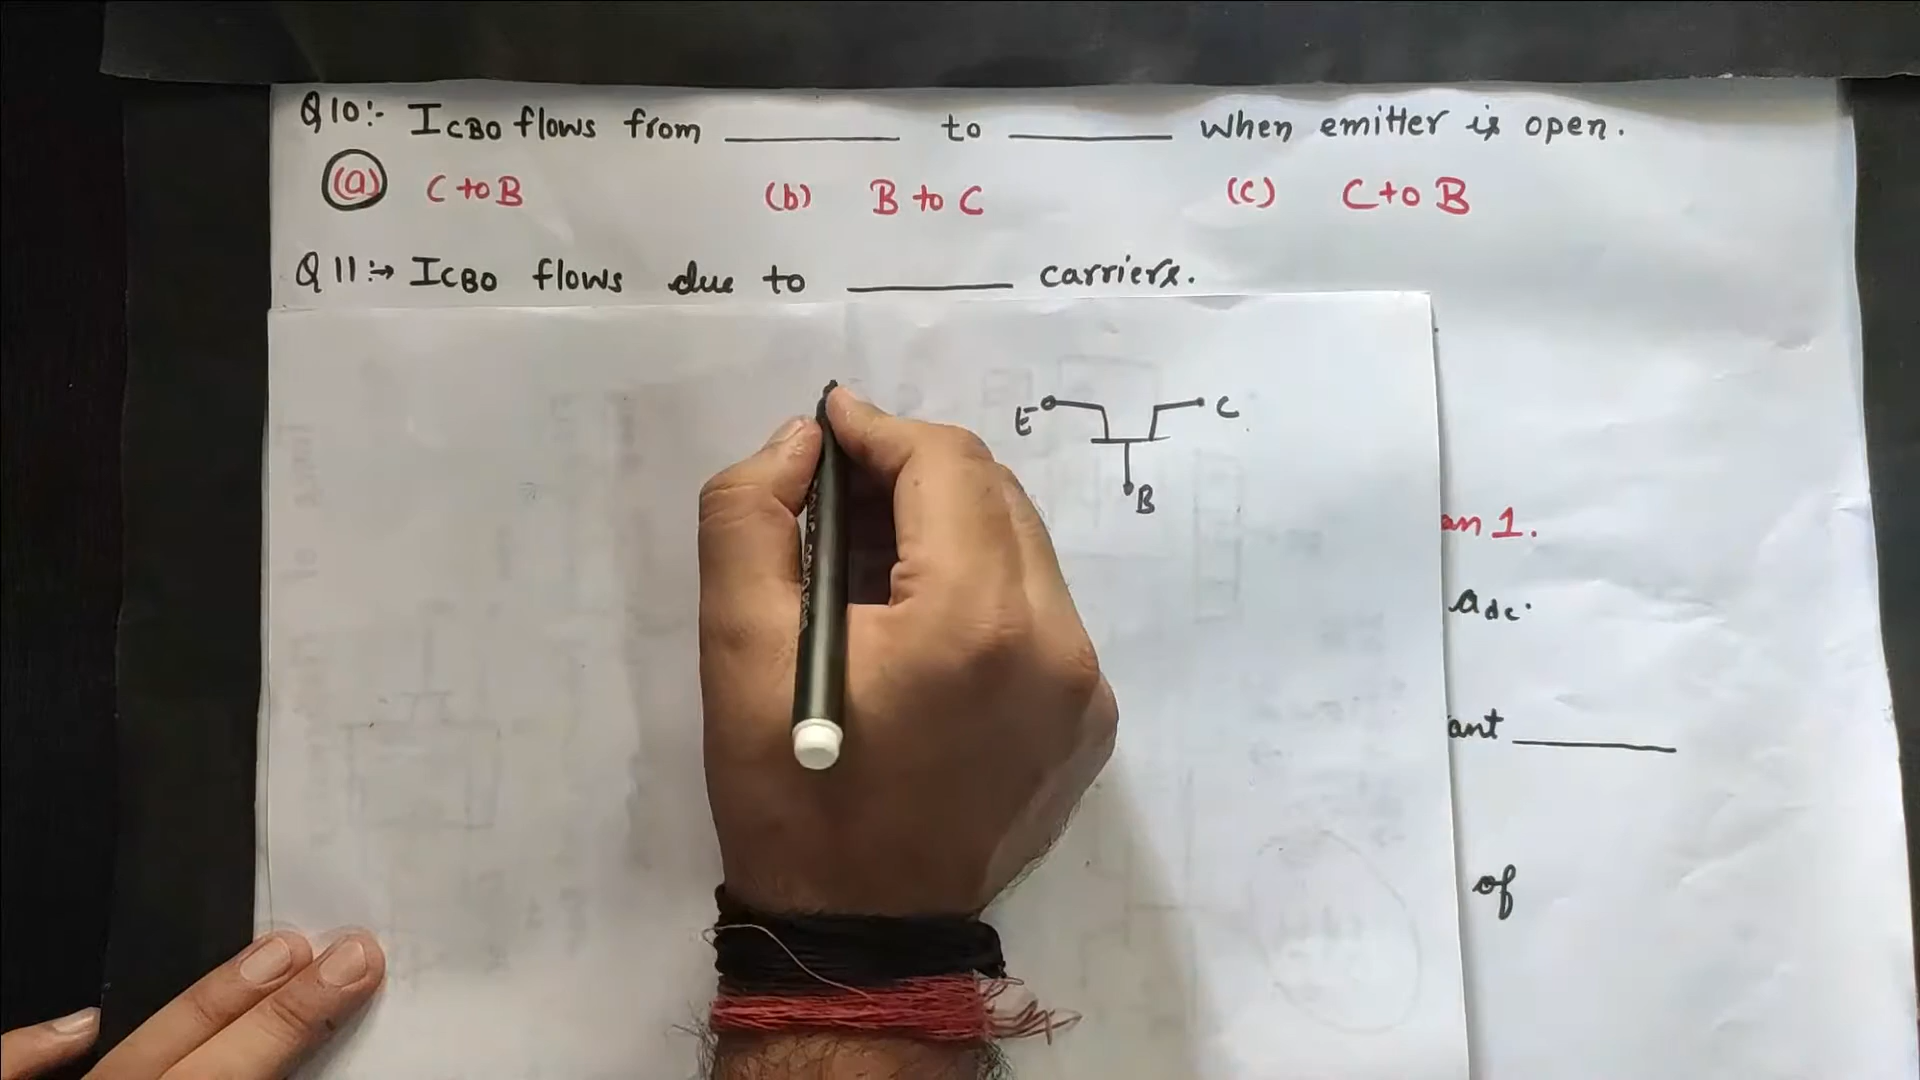 Q10:- ICBO flows from ________ to ________ when emitter is open.
(a) C to B (b) B to C (c) C to B
Q11:→ ICBO flows due to ________ carriers.
E C
B
an 1.
αdc.
ant ________
of